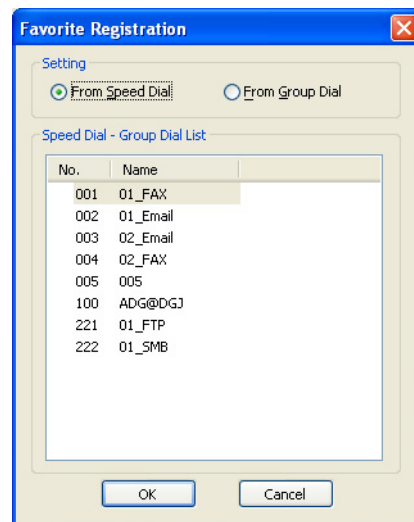 Favorite Registration
Setting
From Speed Dial From Group Dial
Speed Dial - Group Dial List
No. Name
001 01_FAX
002 01_Email
003 02_Email
004 02_FAX
005 005
100 ADG@DGJ
221 01_FTP
222 01_SMB
OK Cancel